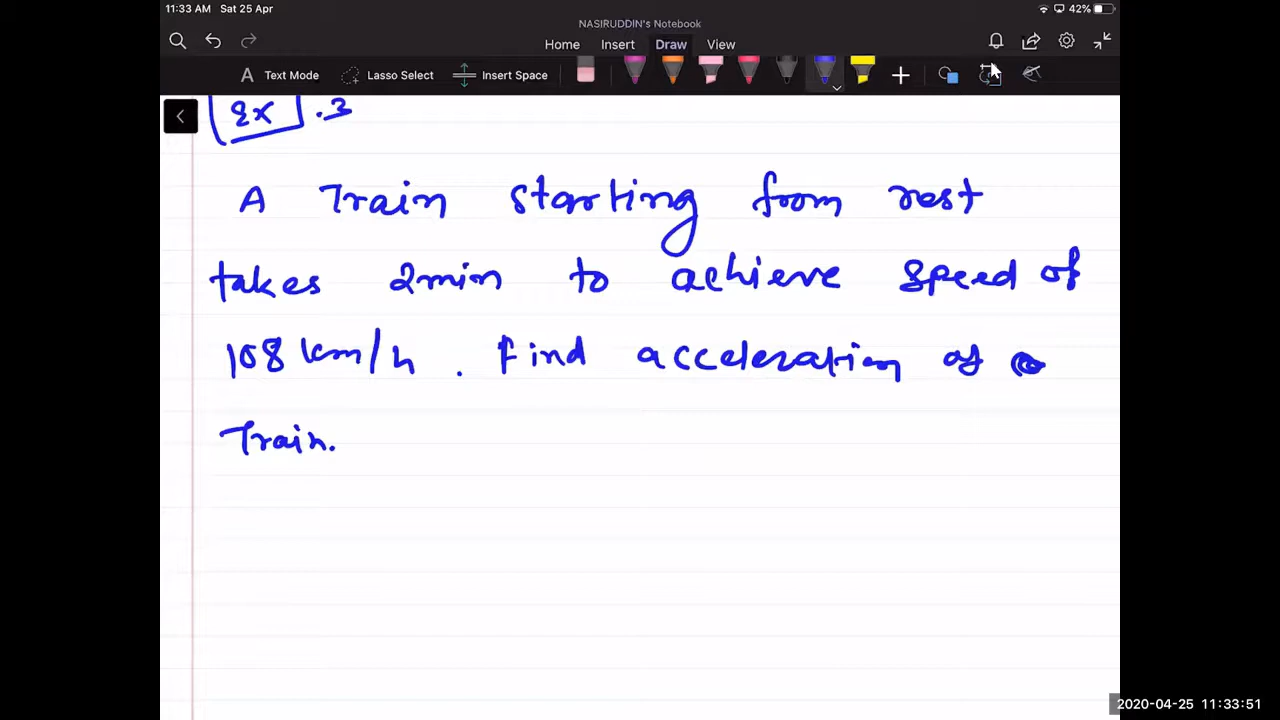 11:33 AM Sat 25 Apr
42%
NASIRUDDIN's Notebook
Home Insert Draw View
A Text Mode Lasso Select Insert Space
Ex .3
A Train starting from rest
takes 2min to achieve speed of
108 km/h . Find acceleration of
Train.
2020-04-25 11:33:51